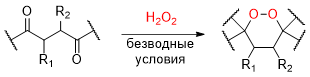 O R2 H2O2 O-O
R1 O безводные R1 R2
условия